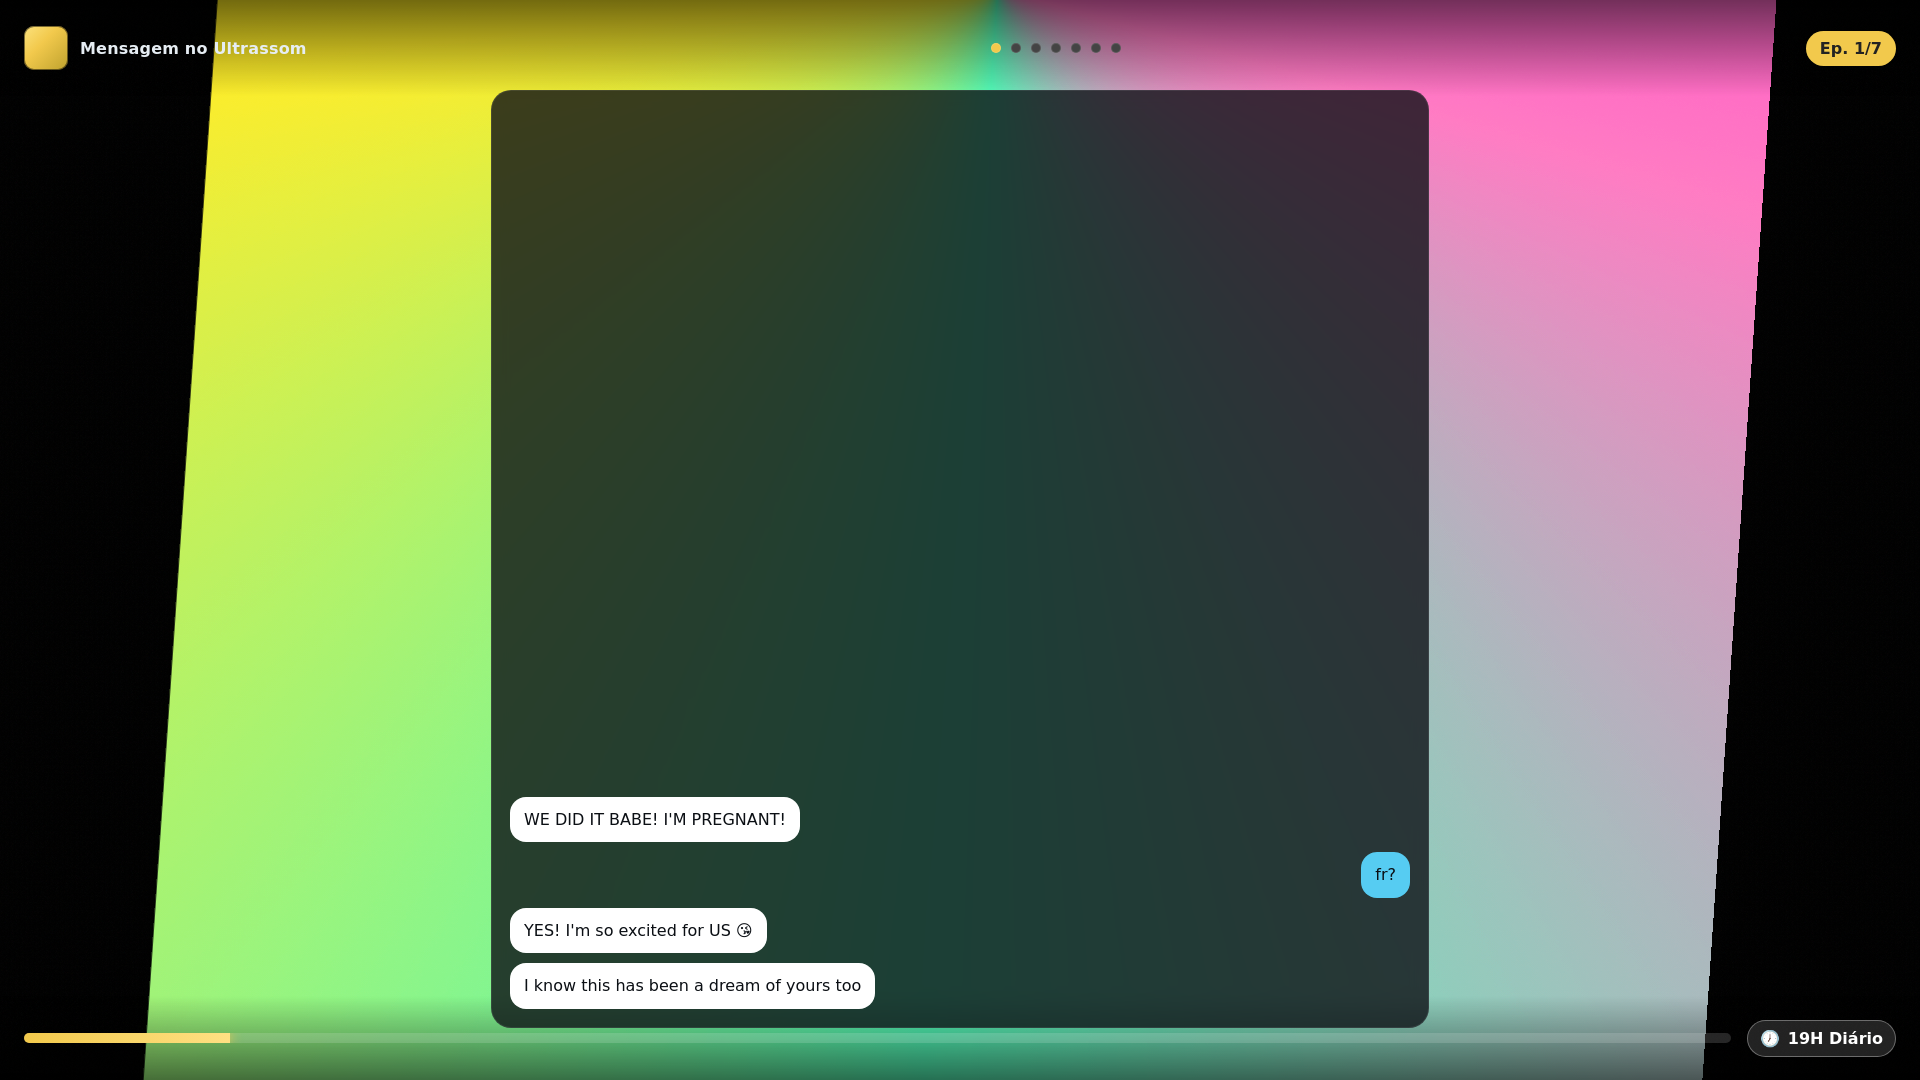 Mensagem no Ultrassom
Ep. 1/7
WE DID IT BABE! I'M PREGNANT!
fr?
YES! I'm so excited for US 😘
I know this has been a dream of yours too
🕖 19H Diário